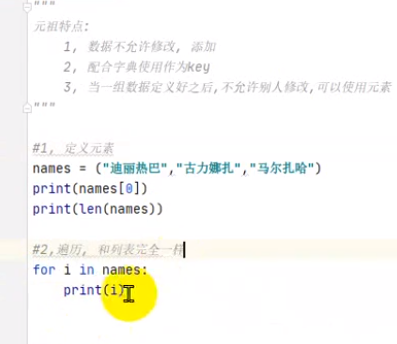 """
元祖特点:
1, 数据不允许修改, 添加
2, 配合字典使用作为key
3, 当一组数据定义好之后,不允许别人修改,可以使用元素
"""
#1, 定义元素
names = ("迪丽热巴","古力娜扎","马尔扎哈")
print(names[0])
print(len(names))
#2,遍历, 和列表完全一样
for i in names:
print(i)